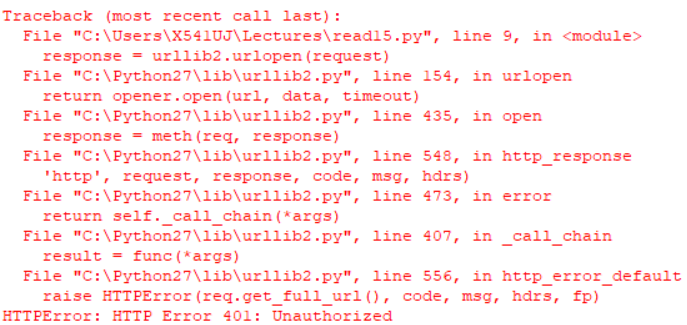 Traceback (most recent call last):
  File "C:\Users\X541UJ\Lectures\read15.py", line 9, in <module>
    response = urllib2.urlopen(request)
  File "C:\Python27\lib\urllib2.py", line 154, in urlopen
    return opener.open(url, data, timeout)
  File "C:\Python27\lib\urllib2.py", line 435, in open
    response = meth(req, response)
  File "C:\Python27\lib\urllib2.py", line 548, in http_response
    'http', request, response, code, msg, hdrs)
  File "C:\Python27\lib\urllib2.py", line 473, in error
    return self._call_chain(*args)
  File "C:\Python27\lib\urllib2.py", line 407, in _call_chain
    result = func(*args)
  File "C:\Python27\lib\urllib2.py", line 556, in http_error_default
    raise HTTPError(req.get_full_url(), code, msg, hdrs, fp)
HTTPError: HTTP Error 401: Unauthorized